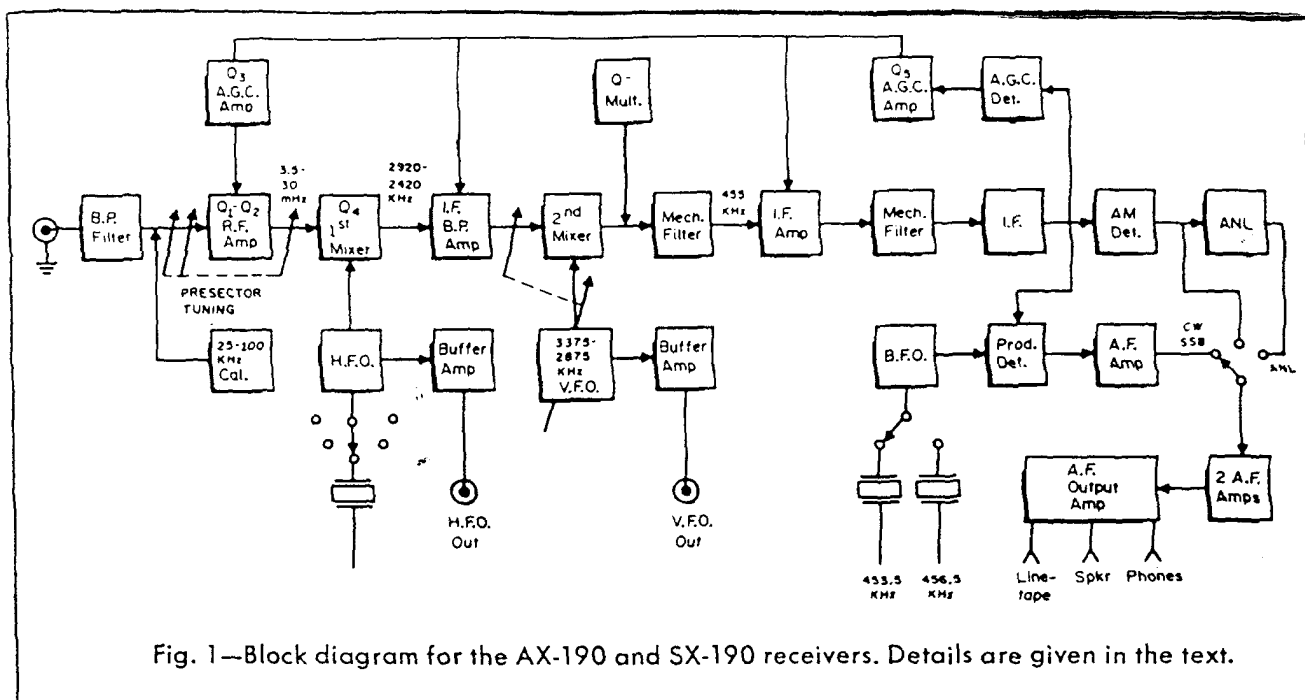 Q3
A.G.C.
Amp
Q-
Mult.
Q5
A.G.C.
Amp
A.G.C.
Det.
3.5-
30
mHz
2920-
2420
KHz
455
KHz
B.P.
Filter
Q1-Q2
R.F.
Amp
Q4
1st
Mixer
I.F.
B.P.
Amp
2nd
Mixer
Mech.
Filter
I.F.
Amp
Mech.
Filter
I.F.
AM
Det.
ANL
PRESECTOR
TUNING
25-100
KHz
Cal.
H.F.O.
Buffer
Amp
3375-
2875
KHz
V.F.O.
Buffer
Amp
B.F.O.
Prod.
Det.
A.F.
Amp
CW
SSB
ANL
H.F.O.
Out
V.F.O.
Out
453.5
KHz
456.5
KHz
A.F.
Output
Amp
2 A.F.
Amps
Line-
tape
Spkr
Phones
Fig. 1—Block diagram for the AX-190 and SX-190 receivers. Details are given in the text.